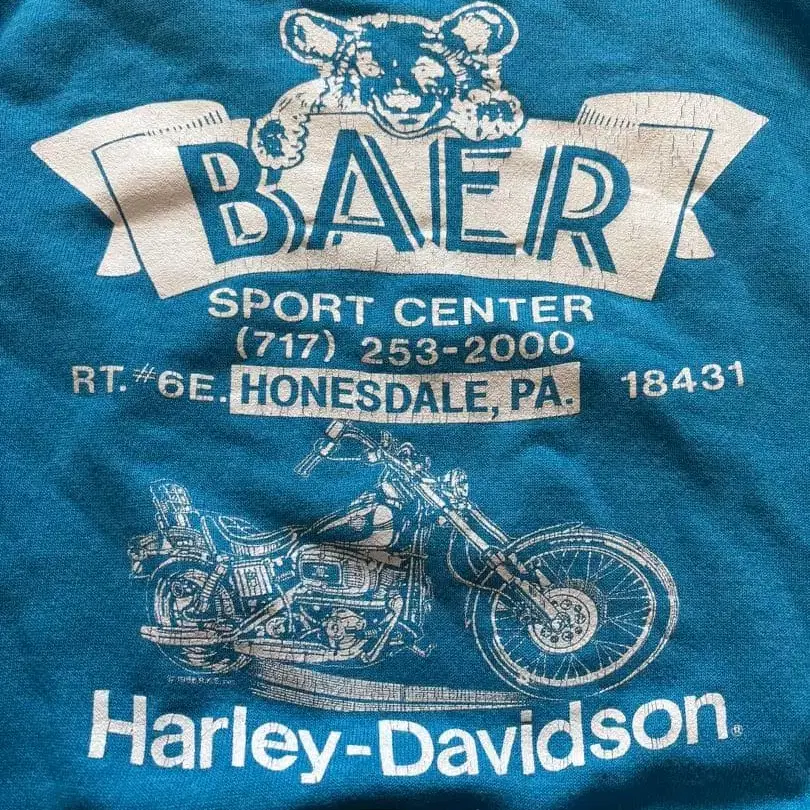 BAER
SPORT CENTER
(717) 253-2000
RT. #6E. HONESDALE, PA. 18431
Harley-Davidson®